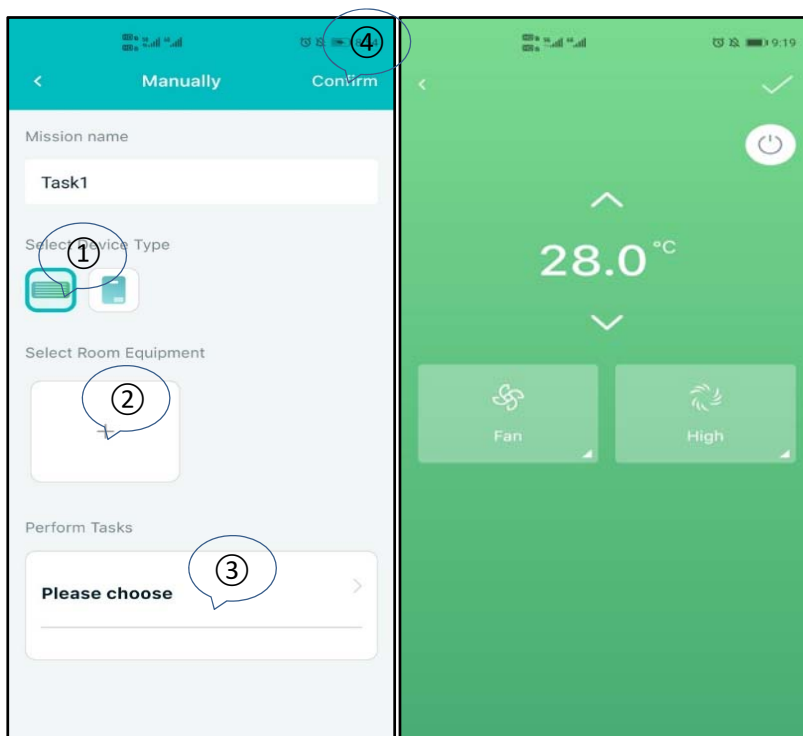 ④
Manually
Confirm
Mission name
Task1
Select Device Type
①
Select Room Equipment
②
+
Perform Tasks
③
Please choose
9:19
28.0 °C
Fan
High